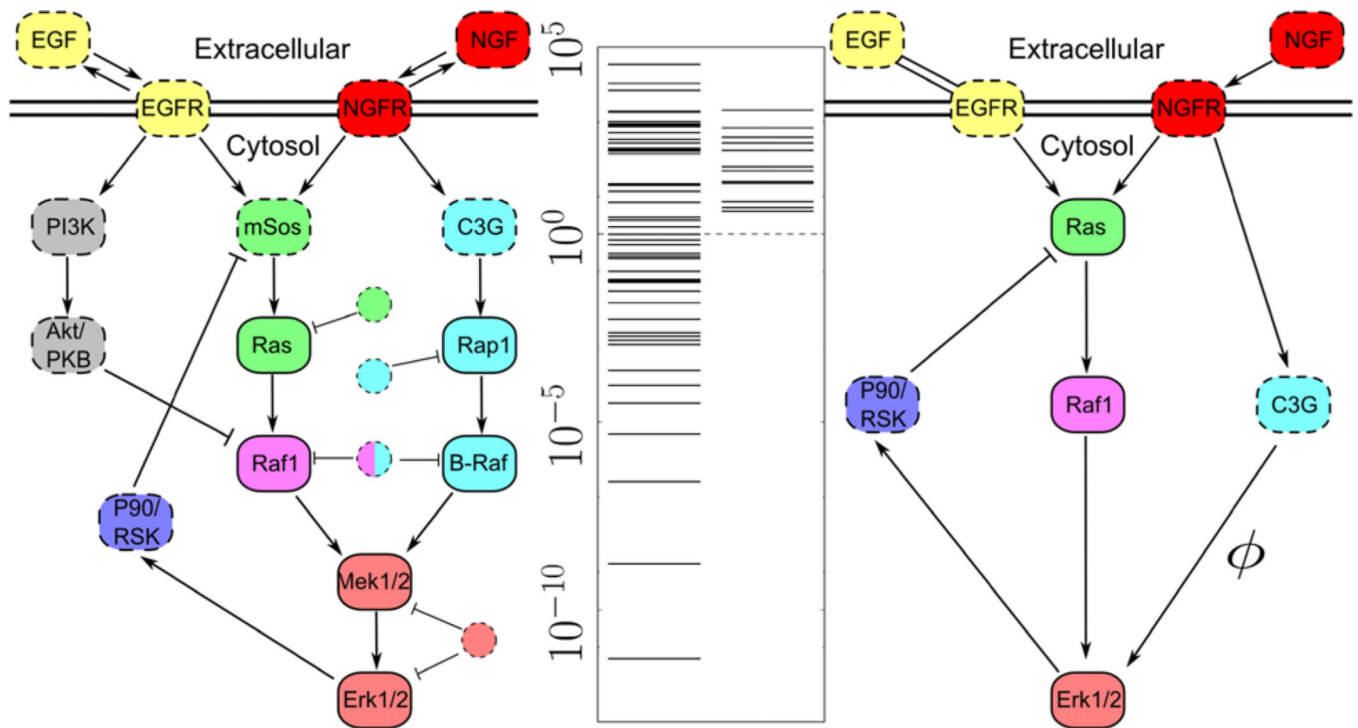 EGF
Extracellular
NGF
EGFR
NGFR
Cytosol
PI3K
mSos
C3G
Akt/
PKB
Ras
Rap1
Raf1
B-Raf
P90/
RSK
Mek1/2
Erk1/2
10^5
10^0
10^-5
10^-10
EGF
Extracellular
NGF
EGFR
NGFR
Cytosol
Ras
P90/
RSK
Raf1
C3G
ϕ
Erk1/2